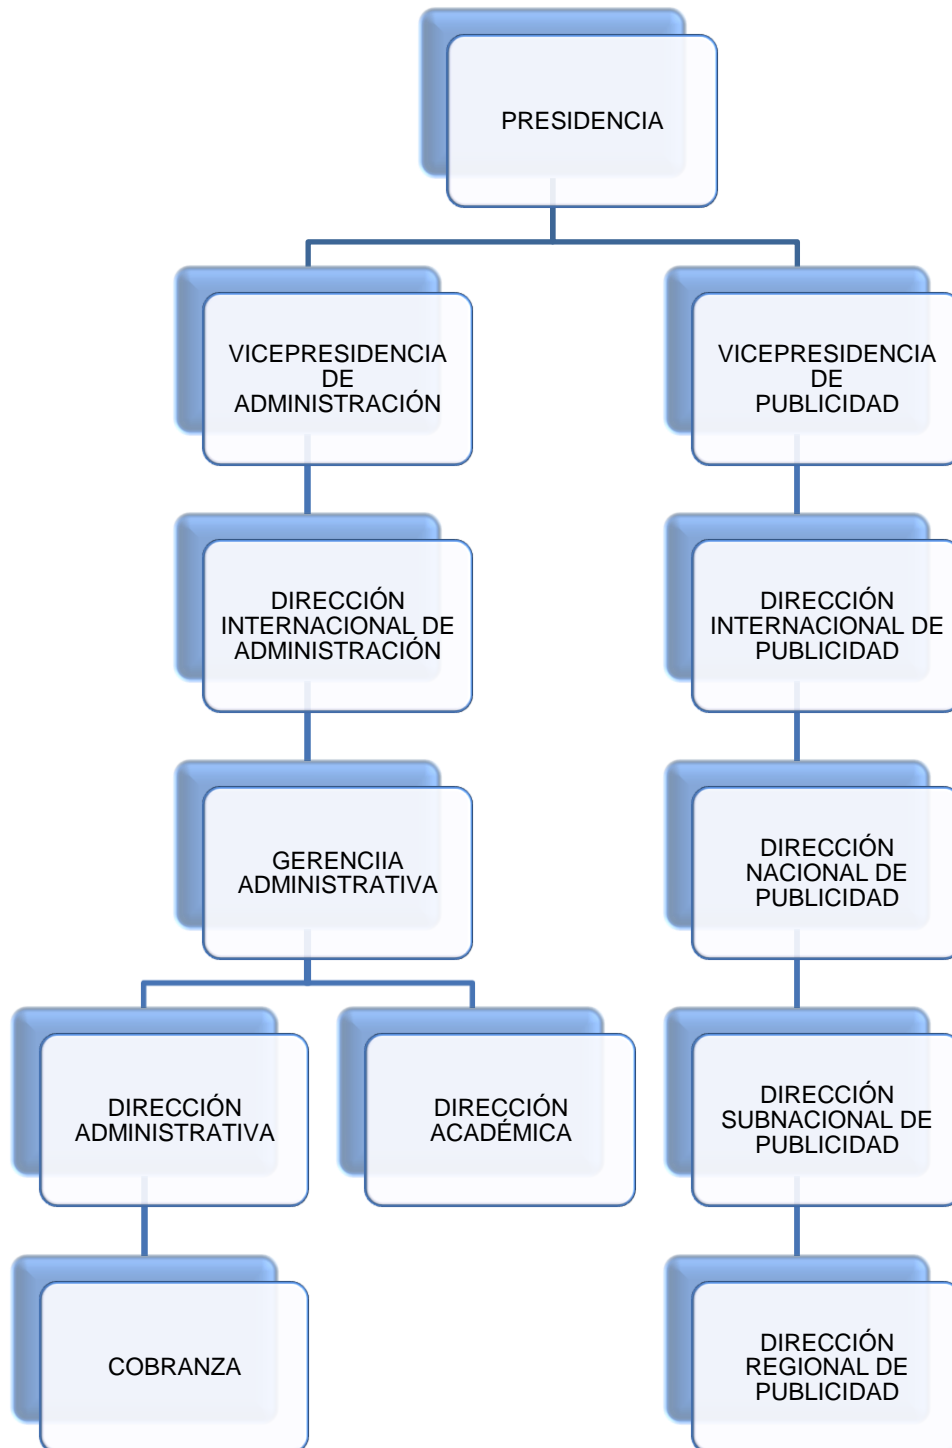 PRESIDENCIA
VICEPRESIDENCIA
DE
ADMINISTRACIÓN
VICEPRESIDENCIA
DE
PUBLICIDAD
DIRECCIÓN
INTERNACIONAL DE
ADMINISTRACIÓN
DIRECCIÓN
INTERNACIONAL DE
PUBLICIDAD
GERENCIIA
ADMINISTRATIVA
DIRECCIÓN
NACIONAL DE
PUBLICIDAD
DIRECCIÓN
ADMINISTRATIVA
DIRECCIÓN
ACADÉMICA
DIRECCIÓN
SUBNACIONAL DE
PUBLICIDAD
COBRANZA
DIRECCIÓN
REGIONAL DE
PUBLICIDAD